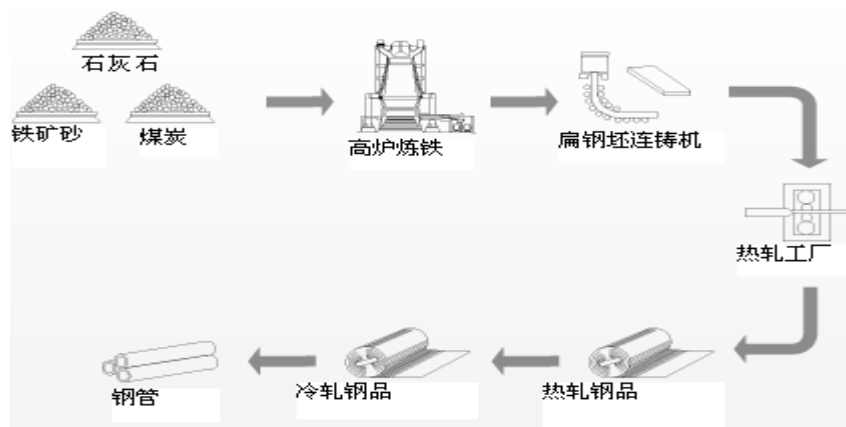 石灰石
铁矿砂
煤炭
高炉炼铁
扁钢坯连铸机
热轧工厂
热轧钢品
冷轧钢品
钢管